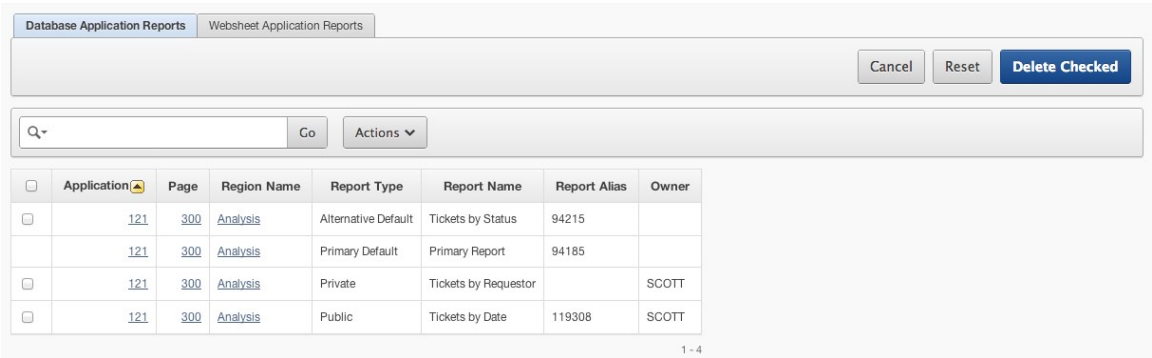 Database Application Reports Websheet Application Reports
Cancel Reset Delete Checked
Go Actions
Application Page Region Name Report Type Report Name Report Alias Owner
121 300 Analysis Alternative Default Tickets by Status 94215
121 300 Analysis Primary Default Primary Report 94185
121 300 Analysis Private Tickets by Requestor SCOTT
121 300 Analysis Public Tickets by Date 119308 SCOTT
1 - 4